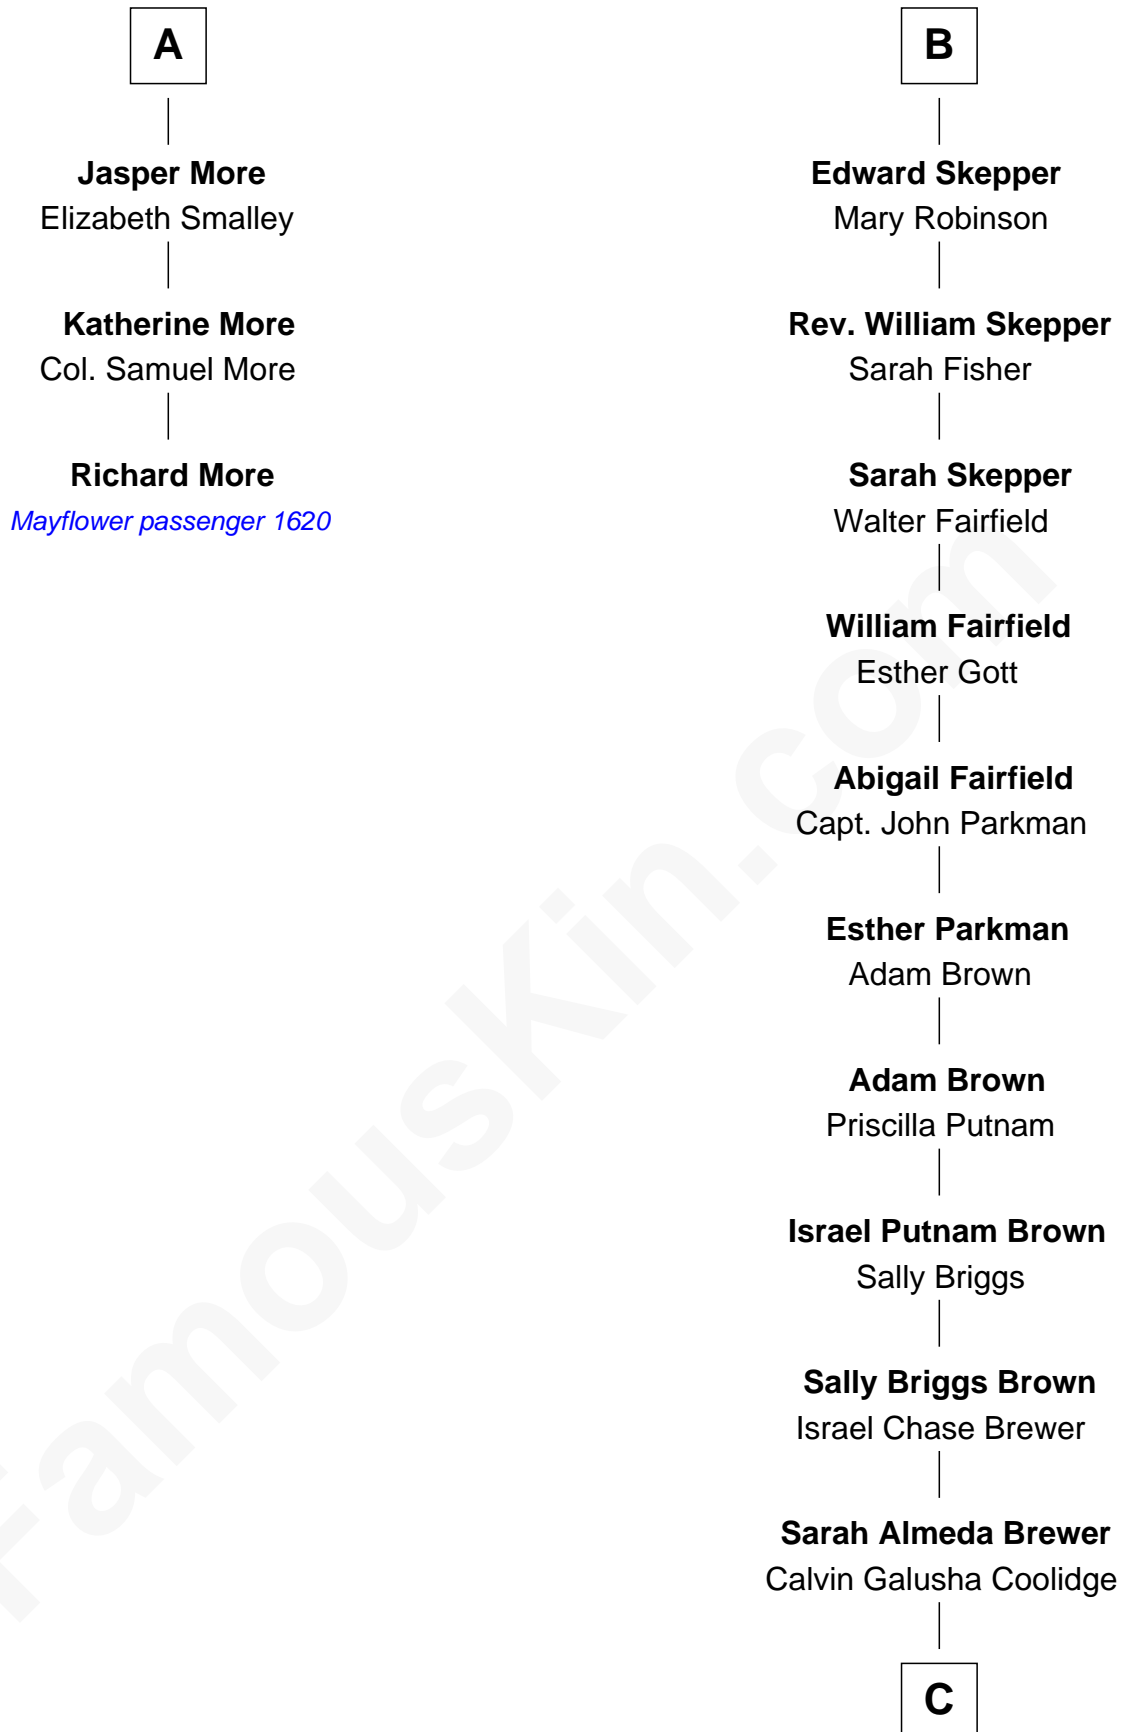 A
Jasper More
Elizabeth Smalley
Katherine More
Col. Samuel More
Richard More
Mayflower passenger 1620
B
Edward Skepper
Mary Robinson
Rev. William Skepper
Sarah Fisher
Sarah Skepper
Walter Fairfield
William Fairfield
Esther Gott
Abigail Fairfield
Capt. John Parkman
Esther Parkman
Adam Brown
Adam Brown
Priscilla Putnam
Israel Putnam Brown
Sally Briggs
Sally Briggs Brown
Israel Chase Brewer
Sarah Almeda Brewer
Calvin Galusha Coolidge
C
FamousKin.com